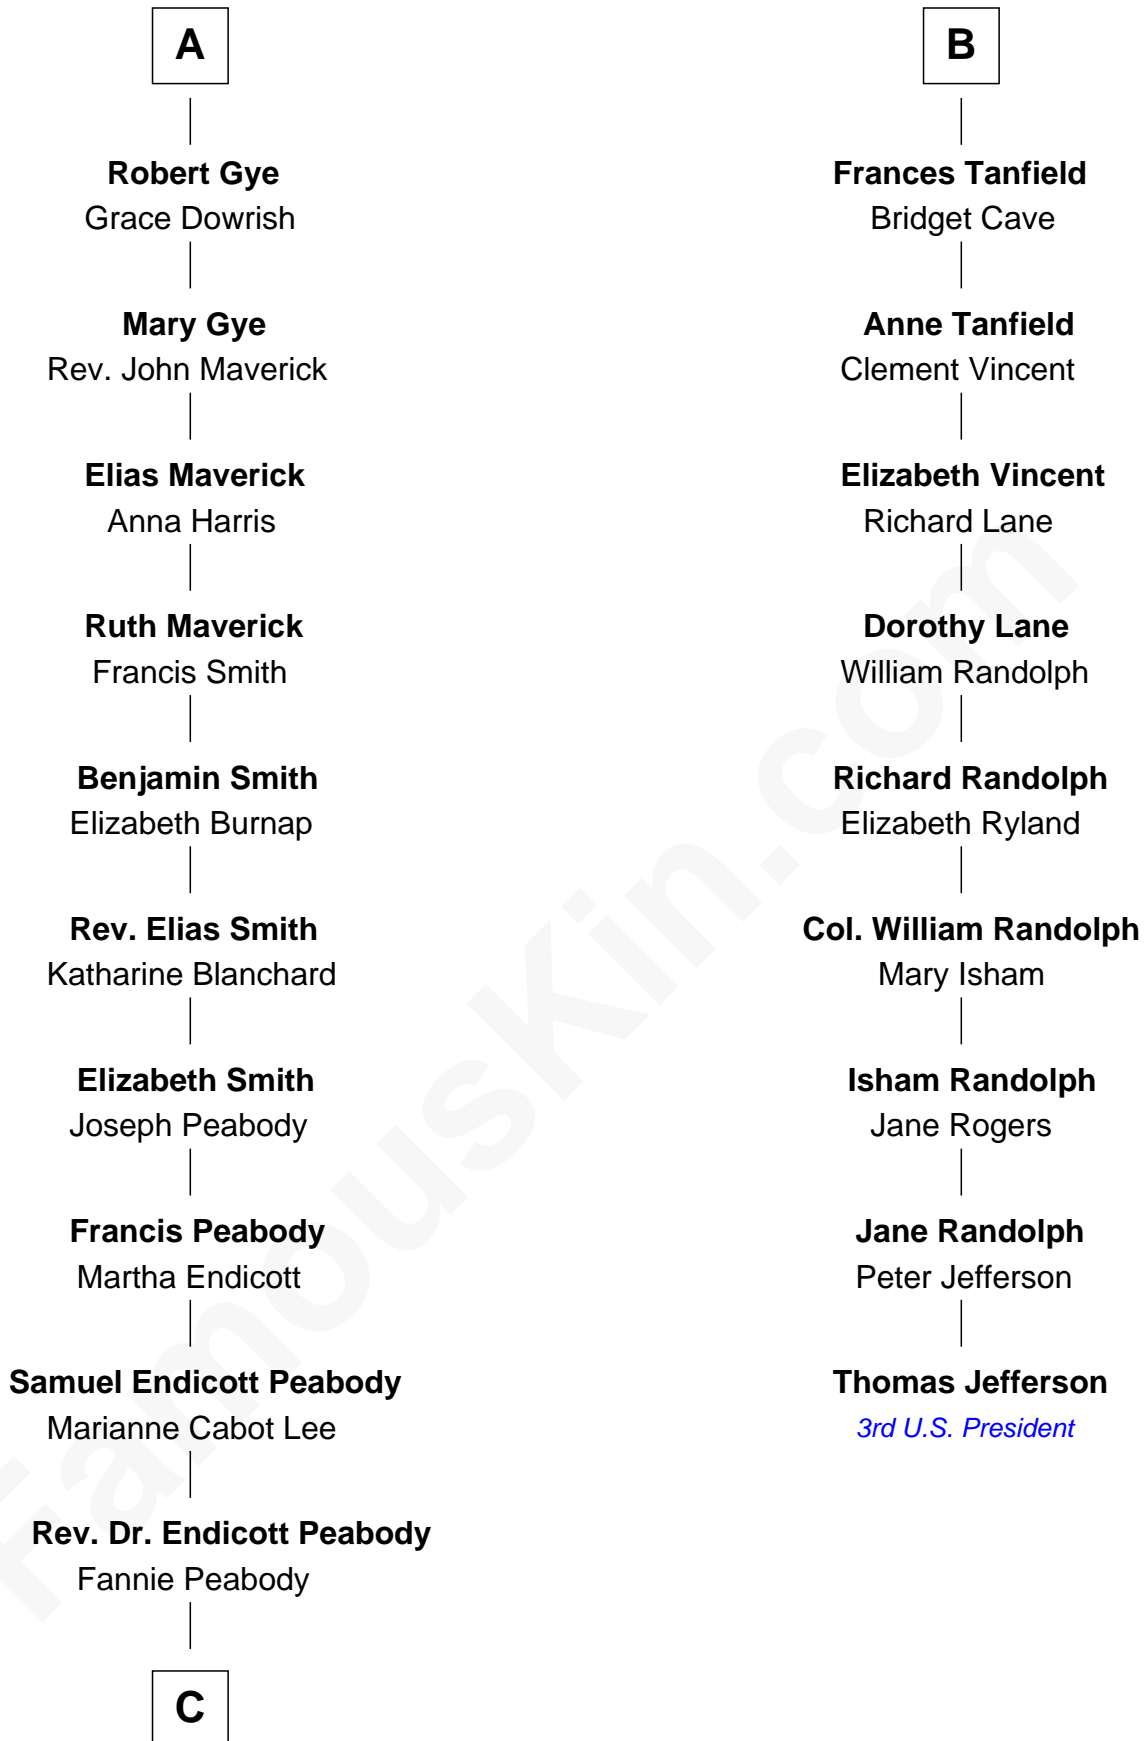 A
Robert Gye
Grace Dowrish
Mary Gye
Rev. John Maverick
Elias Maverick
Anna Harris
Ruth Maverick
Francis Smith
Benjamin Smith
Elizabeth Burnap
Rev. Elias Smith
Katharine Blanchard
Elizabeth Smith
Joseph Peabody
Francis Peabody
Martha Endicott
Samuel Endicott Peabody
Marianne Cabot Lee
Rev. Dr. Endicott Peabody
Fannie Peabody
C
B
Frances Tanfield
Bridget Cave
Anne Tanfield
Clement Vincent
Elizabeth Vincent
Richard Lane
Dorothy Lane
William Randolph
Richard Randolph
Elizabeth Ryland
Col. William Randolph
Mary Isham
Isham Randolph
Jane Rogers
Jane Randolph
Peter Jefferson
Thomas Jefferson
3rd U.S. President
FamousKin.com